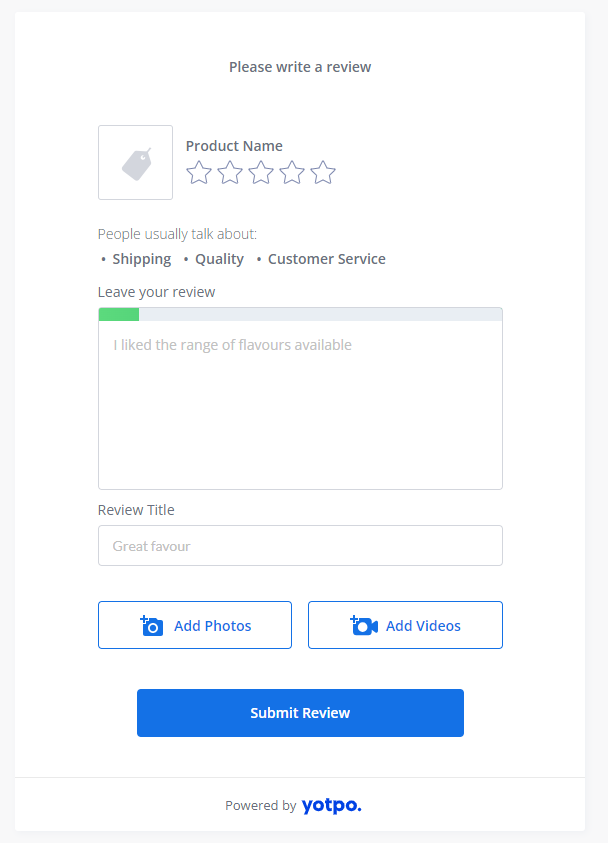 Please write a review
Product Name
People usually talk about:
• Shipping • Quality • Customer Service
Leave your review
I liked the range of flavours available
Review Title
Great favour
Add Photos Add Videos
Submit Review
Powered by yotpo.